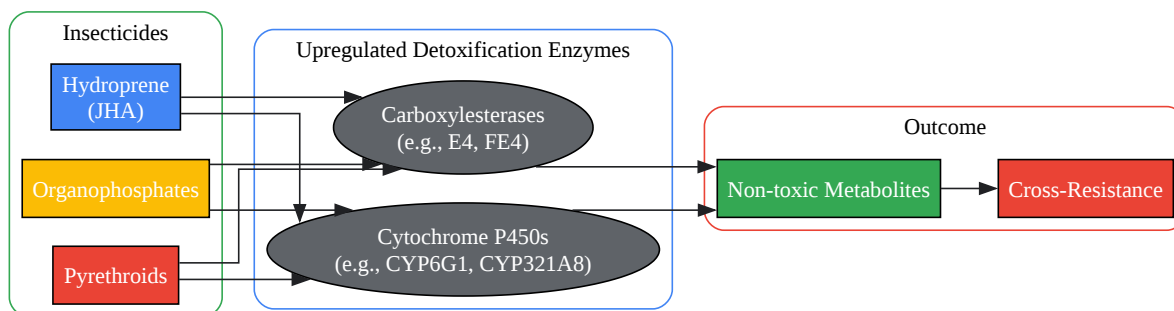 Insecticides
Hydroprene
(JHA)
Organophosphates
Pyrethroids
Upregulated Detoxification Enzymes
Carboxylesterases
(e.g., E4, FE4)
Cytochrome P450s
(e.g., CYP6G1, CYP321A8)
Outcome
Non-toxic Metabolites
Cross-Resistance